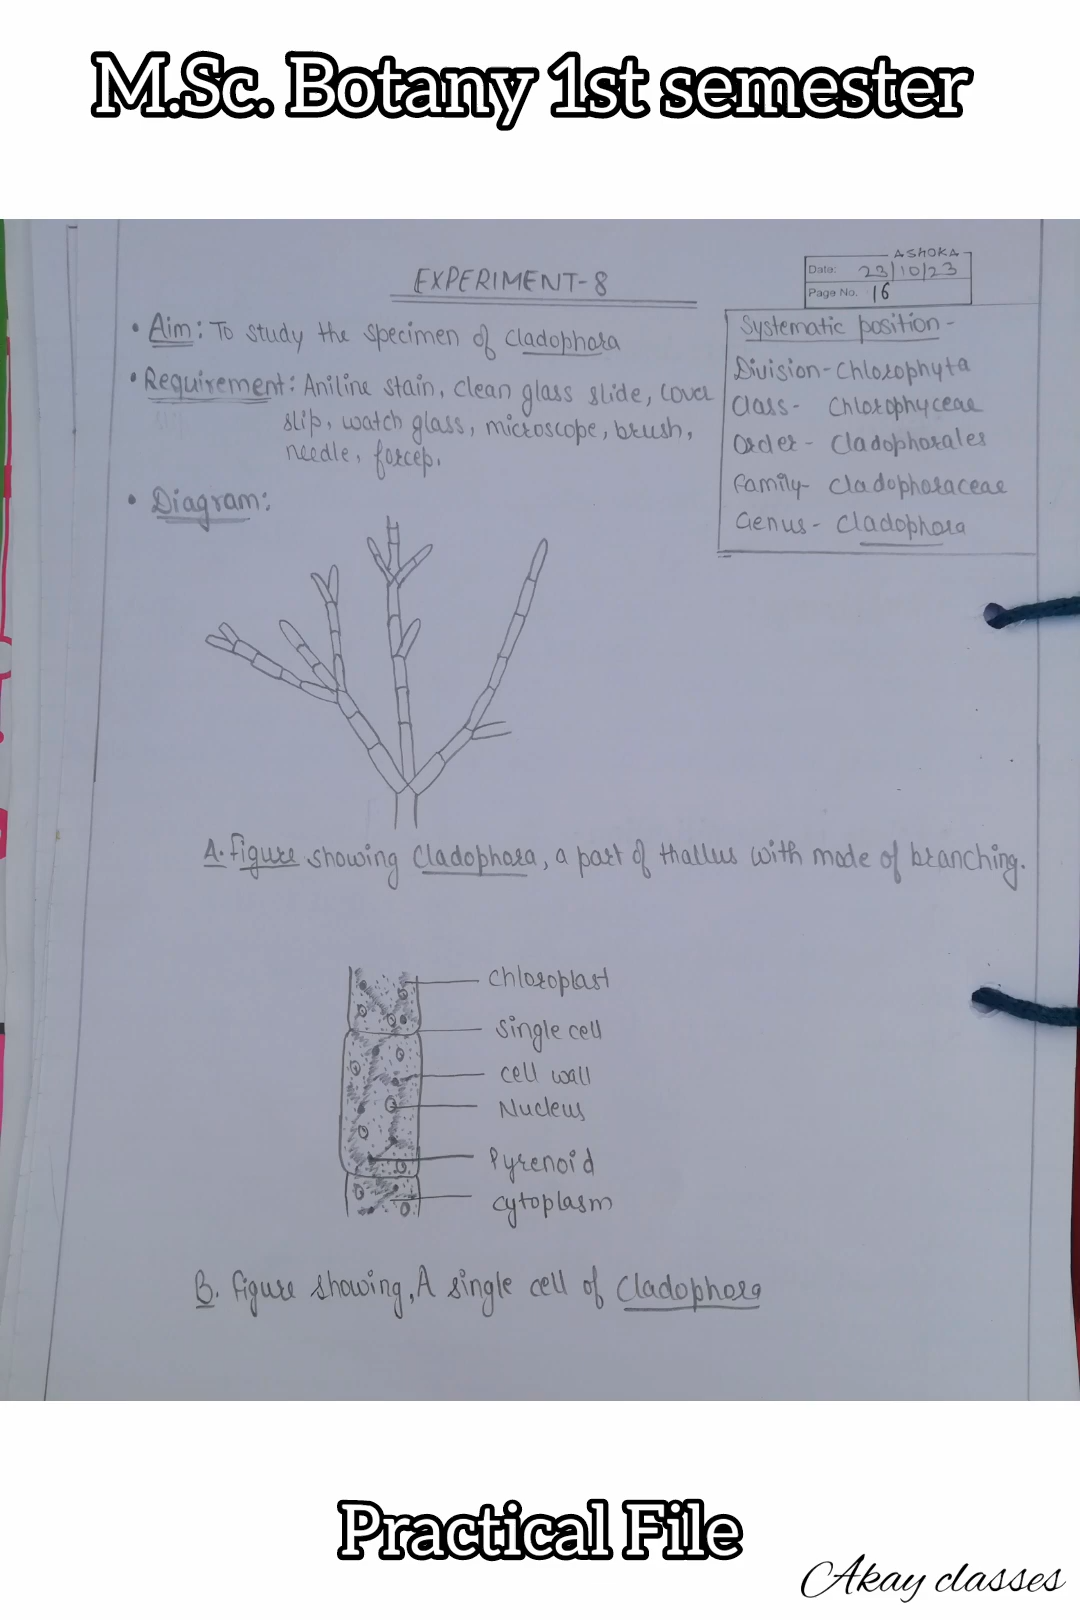 M.Sc. Botany 1st semester
ASHOKA
Date: 23/10/23
Page No. 16
EXPERIMENT-8
• Aim: To study the specimen of Cladophora
• Requirement: Aniline stain, clean glass slide, cover
slip, watch glass, microscope, brush,
needle, forcep.
Systematic position-
Division- Chlorophyta
Class- Chlorophyceae
Order- Cladophorales
Family- Cladophoraceae
Genus- Cladophora
• Diagram:
A. Figure showing Cladophora, a part of thallus with mode of branching.
Chloroplast
Single cell
cell wall
Nucleus
Pyrenoid
cytoplasm
B. Figure showing, A single cell of Cladophora
Practical File
Akay classes